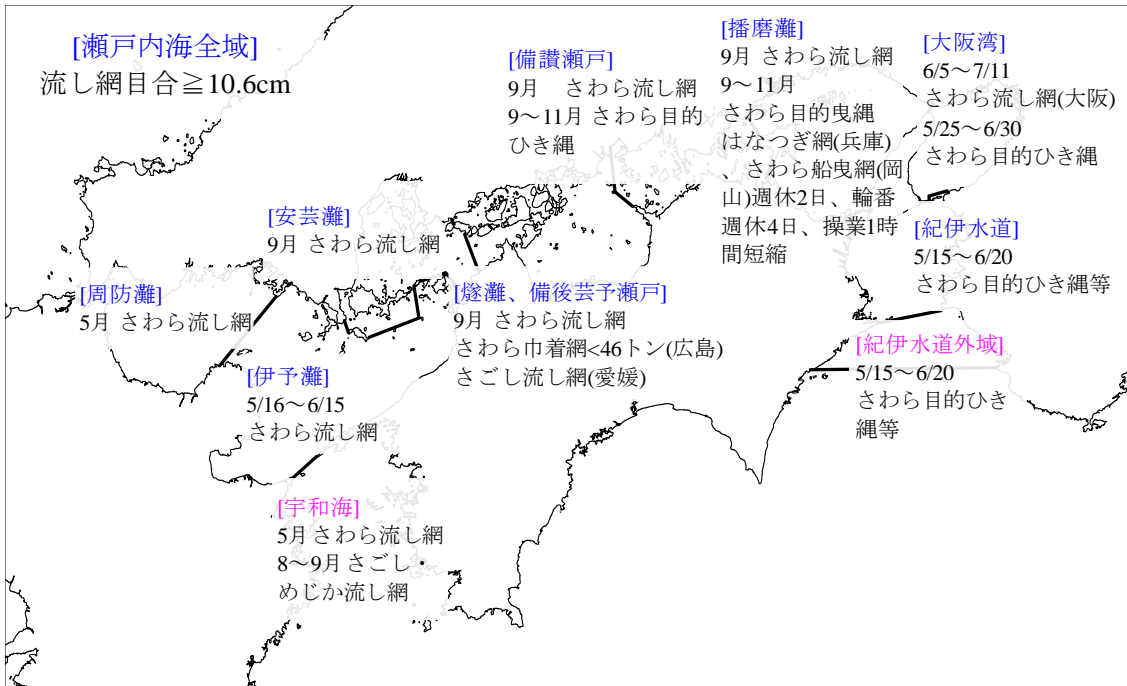 [瀬戸内海全域]
流し網目合≧10.6cm
[備讃瀬戸]
9月　さわら流し網
9～11月 さわら目的
ひき縄
[播磨灘]
9月 さわら流し網
9～11月
さわら目的曳縄
はなつぎ網(兵庫)
、さわら船曳網(岡
山)週休2日、輪番
週休4日、操業1時
間短縮
[大阪湾]
6/5～7/11
さわら流し網(大阪)
5/25～6/30
さわら目的ひき縄
[安芸灘]
9月 さわら流し網
[紀伊水道]
5/15～6/20
さわら目的ひき縄等
[周防灘]
5月 さわら流し網
[燧灘、備後芸予瀬戸]
9月 さわら流し網
さわら巾着網<46トン(広島)
さごし流し網(愛媛)
[紀伊水道外域]
5/15～6/20
さわら目的ひき
縄等
[伊予灘]
5/16～6/15
さわら流し網
[宇和海]
5月 さわら流し網
8～9月 さごし・
めじか流し網